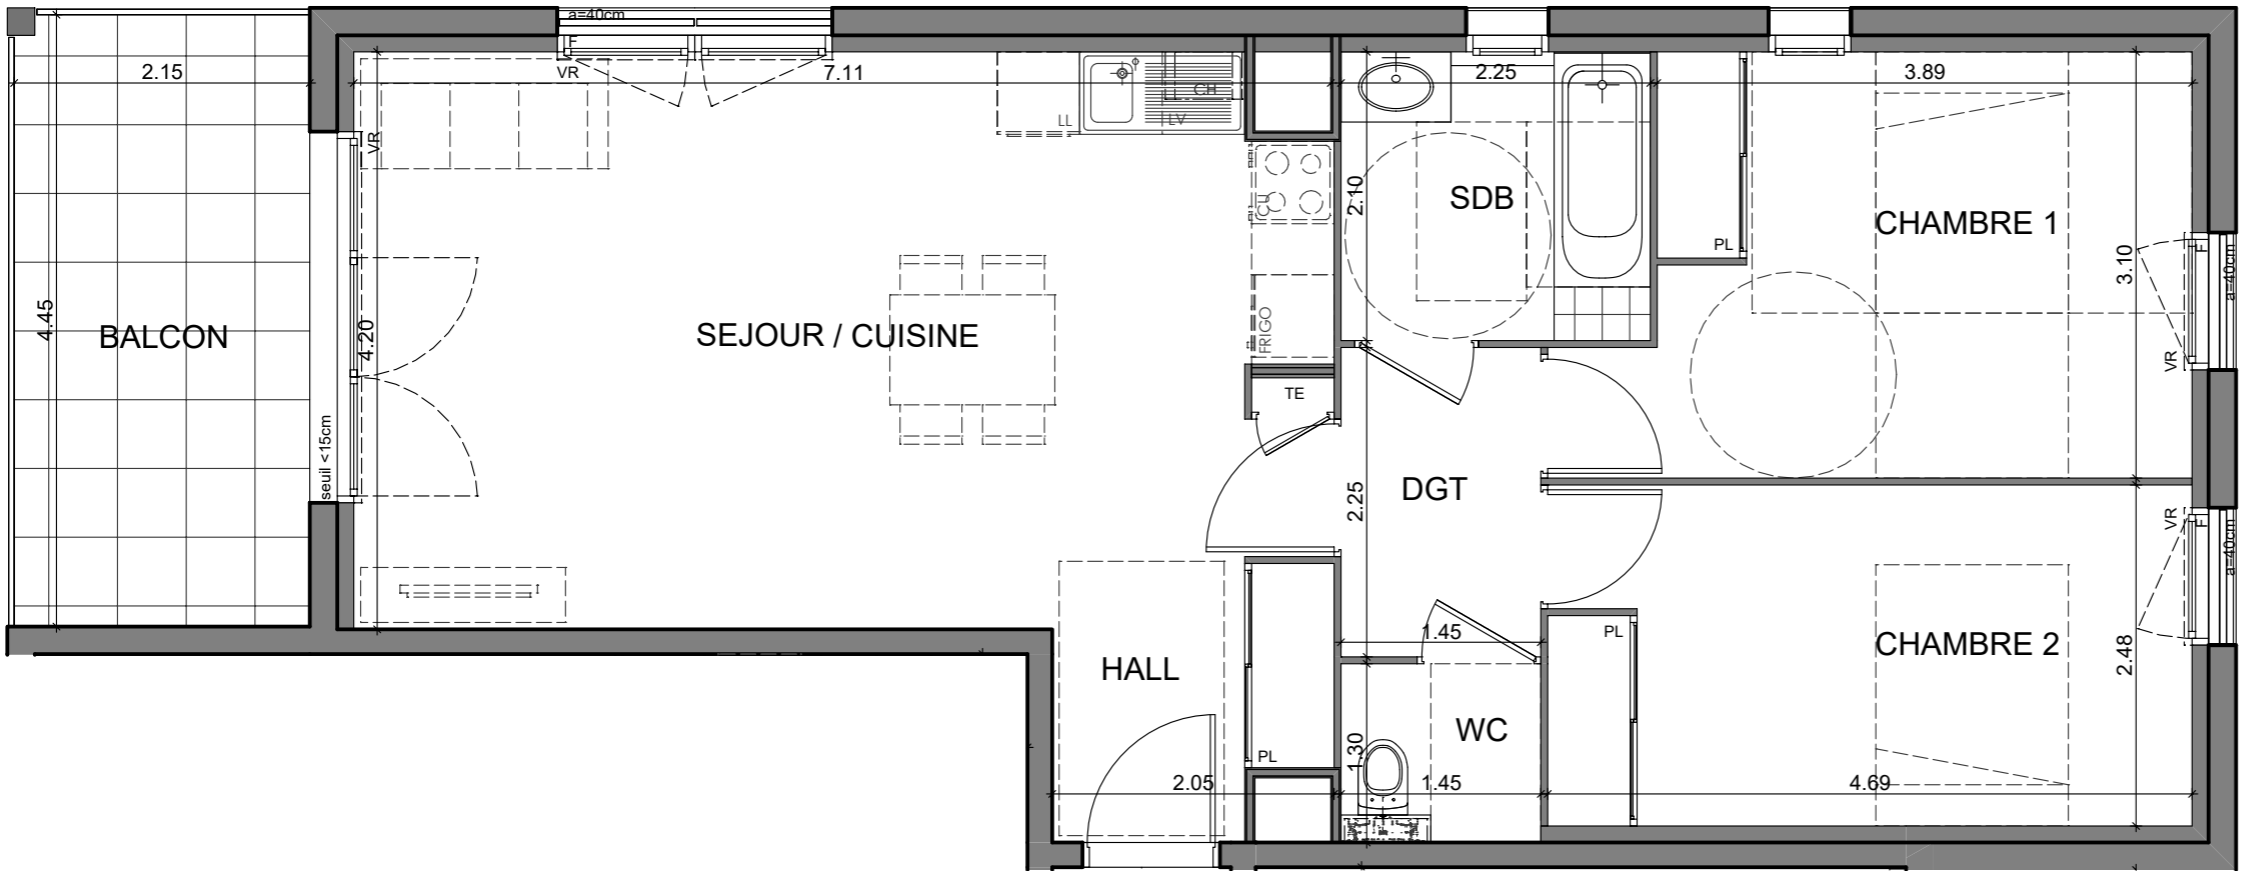 a=40cm
F
VR
2.15
7.11
2.25
3.89
CH
LL
LV
VR
CU
2.10
SDB
PL
CHAMBRE 1
F
a=40cm
3.10
VR
4.45
BALCON
4.20
SEJOUR / CUISINE
FRIGO
TE
seuil <15cm
2.25
DGT
VR
F
a=40cm
1.45
PL
CHAMBRE 2
2.48
HALL
WC
PL
1.30
2.05
1.45
4.69